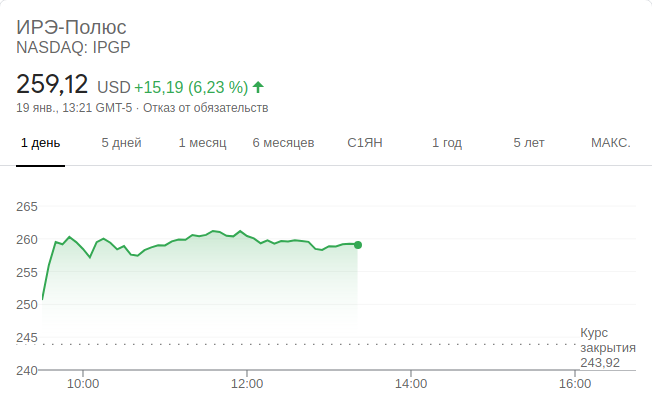 ИРЭ-Полюс
NASDAQ: IPGP
259,12 USD +15,19 (6,23 %)
19 янв., 13:21 GMT-5 · Отказ от обязательств
1 день 5 дней 1 месяц 6 месяцев С1ЯН 1 год 5 лет МАКС.
265
260
255
250
245
240
Курс
закрытия
243,92
10:00 12:00 14:00 16:00